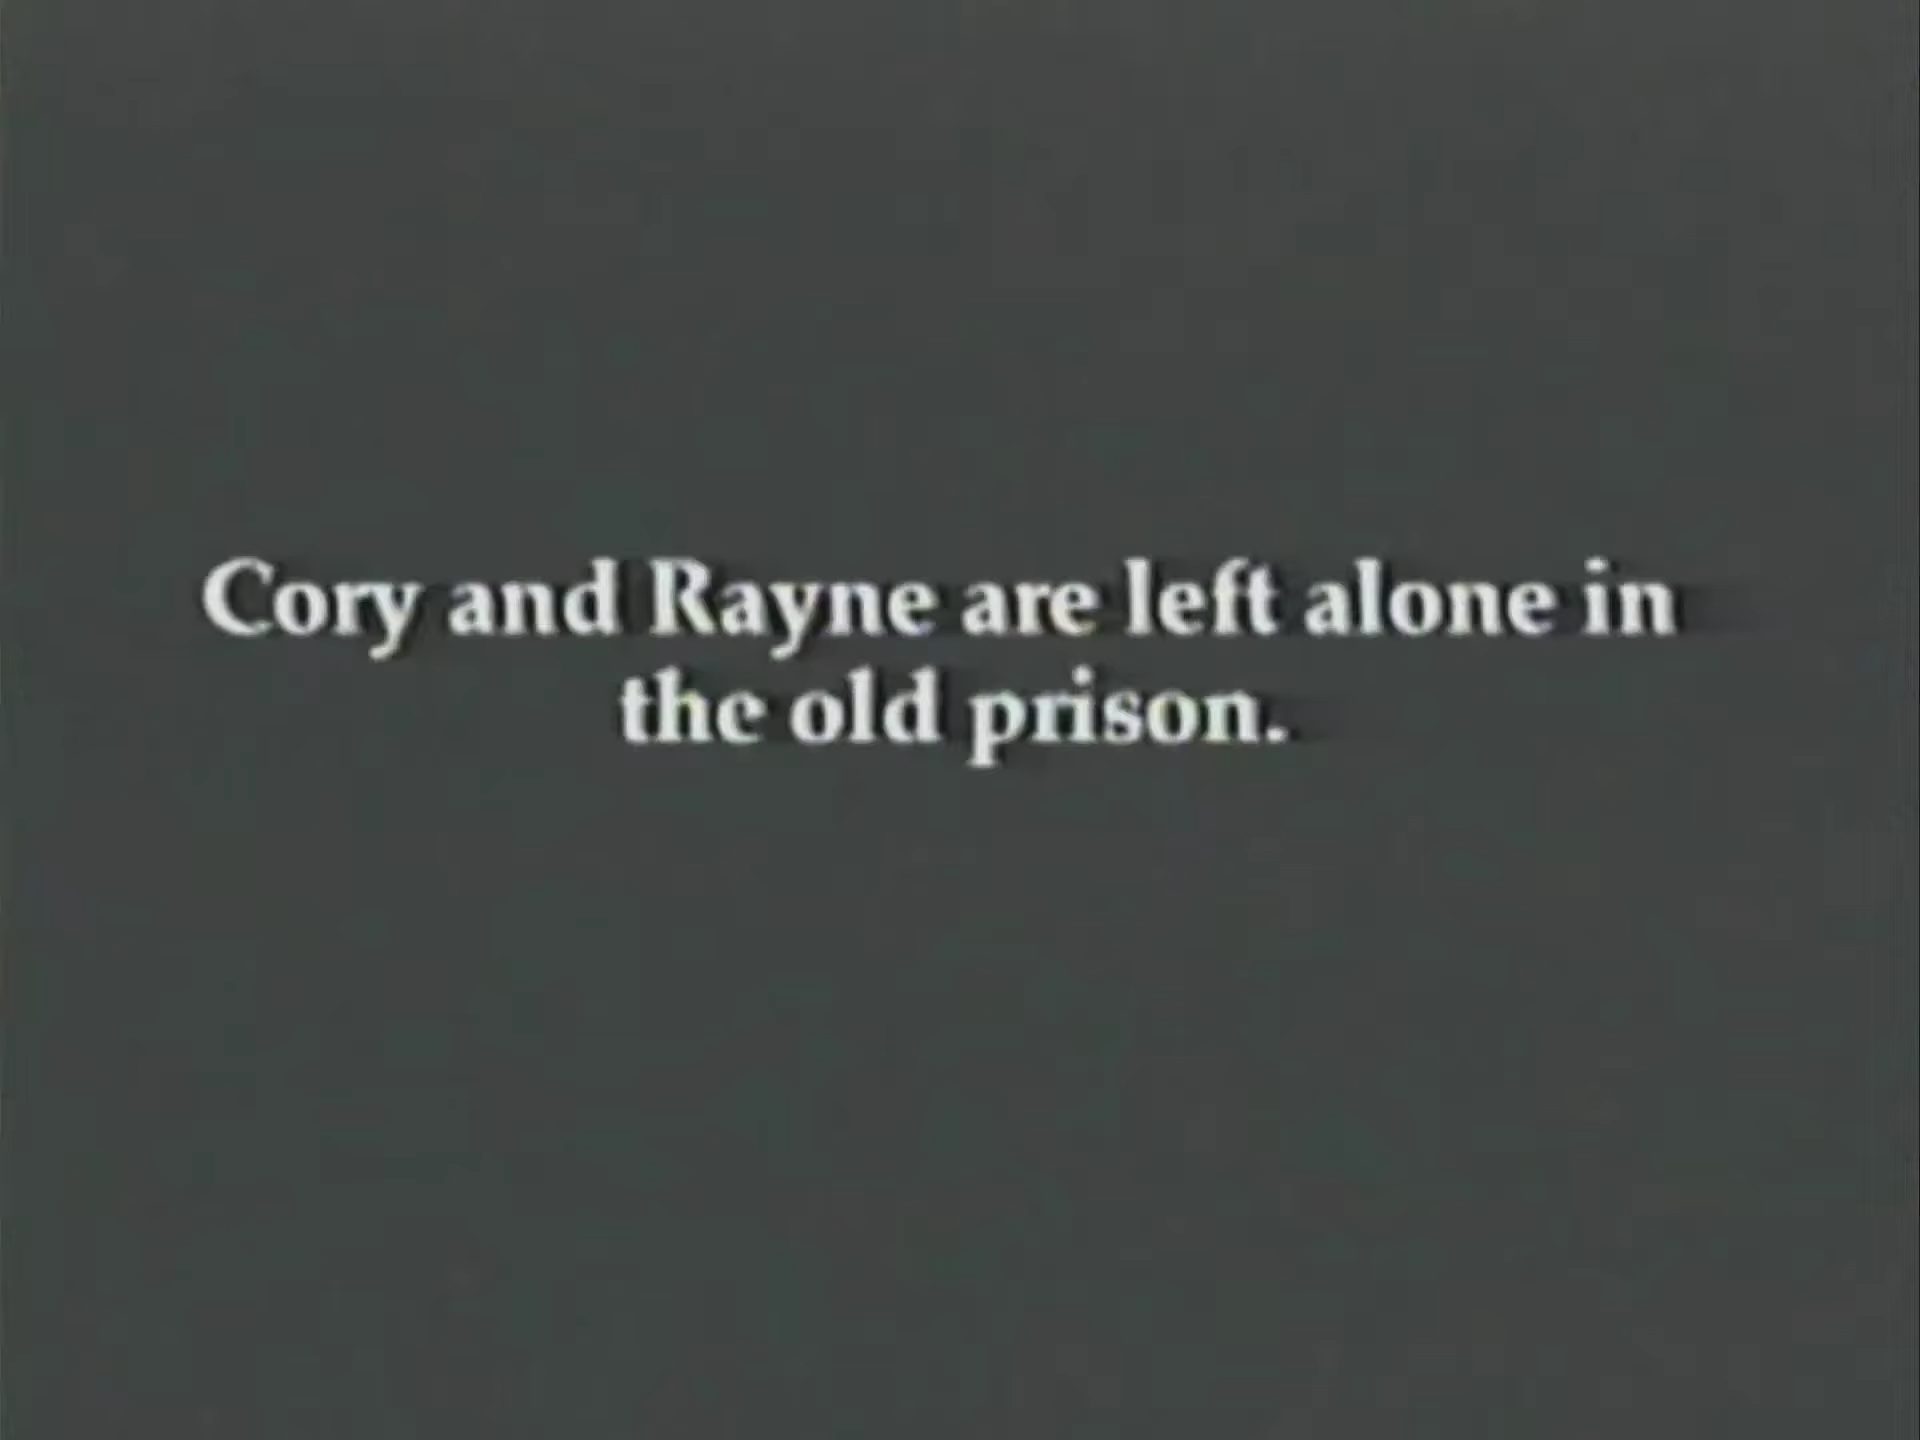 Cory and Rayne are left alone in
the old prison.